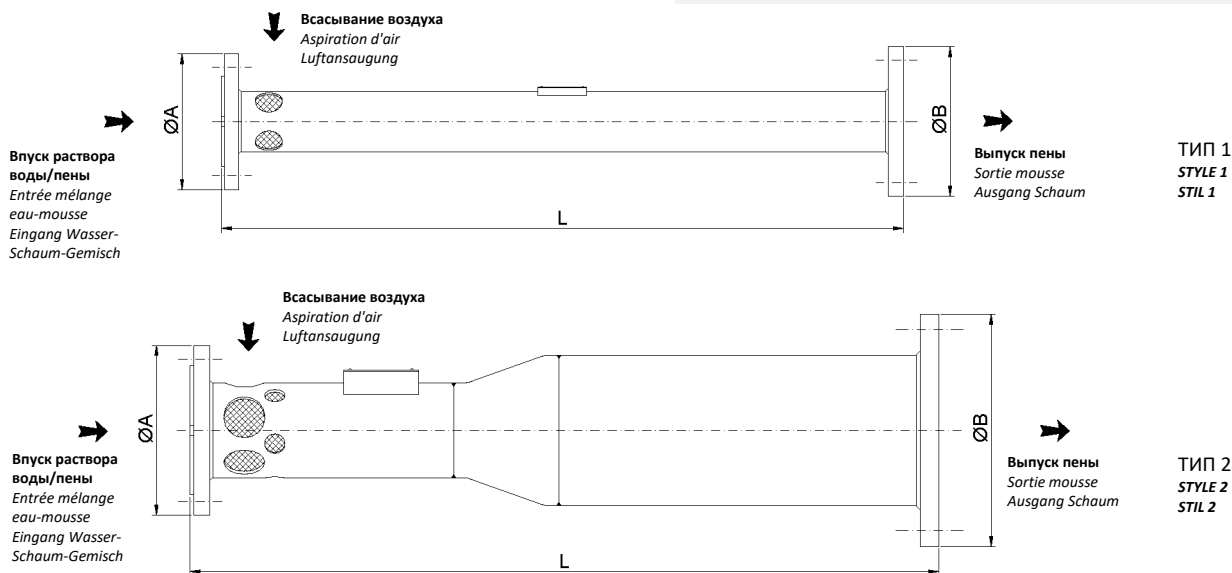 Всасывание воздуха
Aspiration d'air
Luftansaugung
ØA
ØB
Впуск раствора
воды/пены
Entrée mélange
eau-mousse
Eingang Wasser-
Schaum-Gemisch
Выпуск пены
Sortie mousse
Ausgang Schaum
ТИП 1
STYLE 1
STIL 1
L
Всасывание воздуха
Aspiration d'air
Luftansaugung
ØA
ØB
Впуск раствора
воды/пены
Entrée mélange
eau-mousse
Eingang Wasser-
Schaum-Gemisch
Выпуск пены
Sortie mousse
Ausgang Schaum
ТИП 2
STYLE 2
STIL 2
L